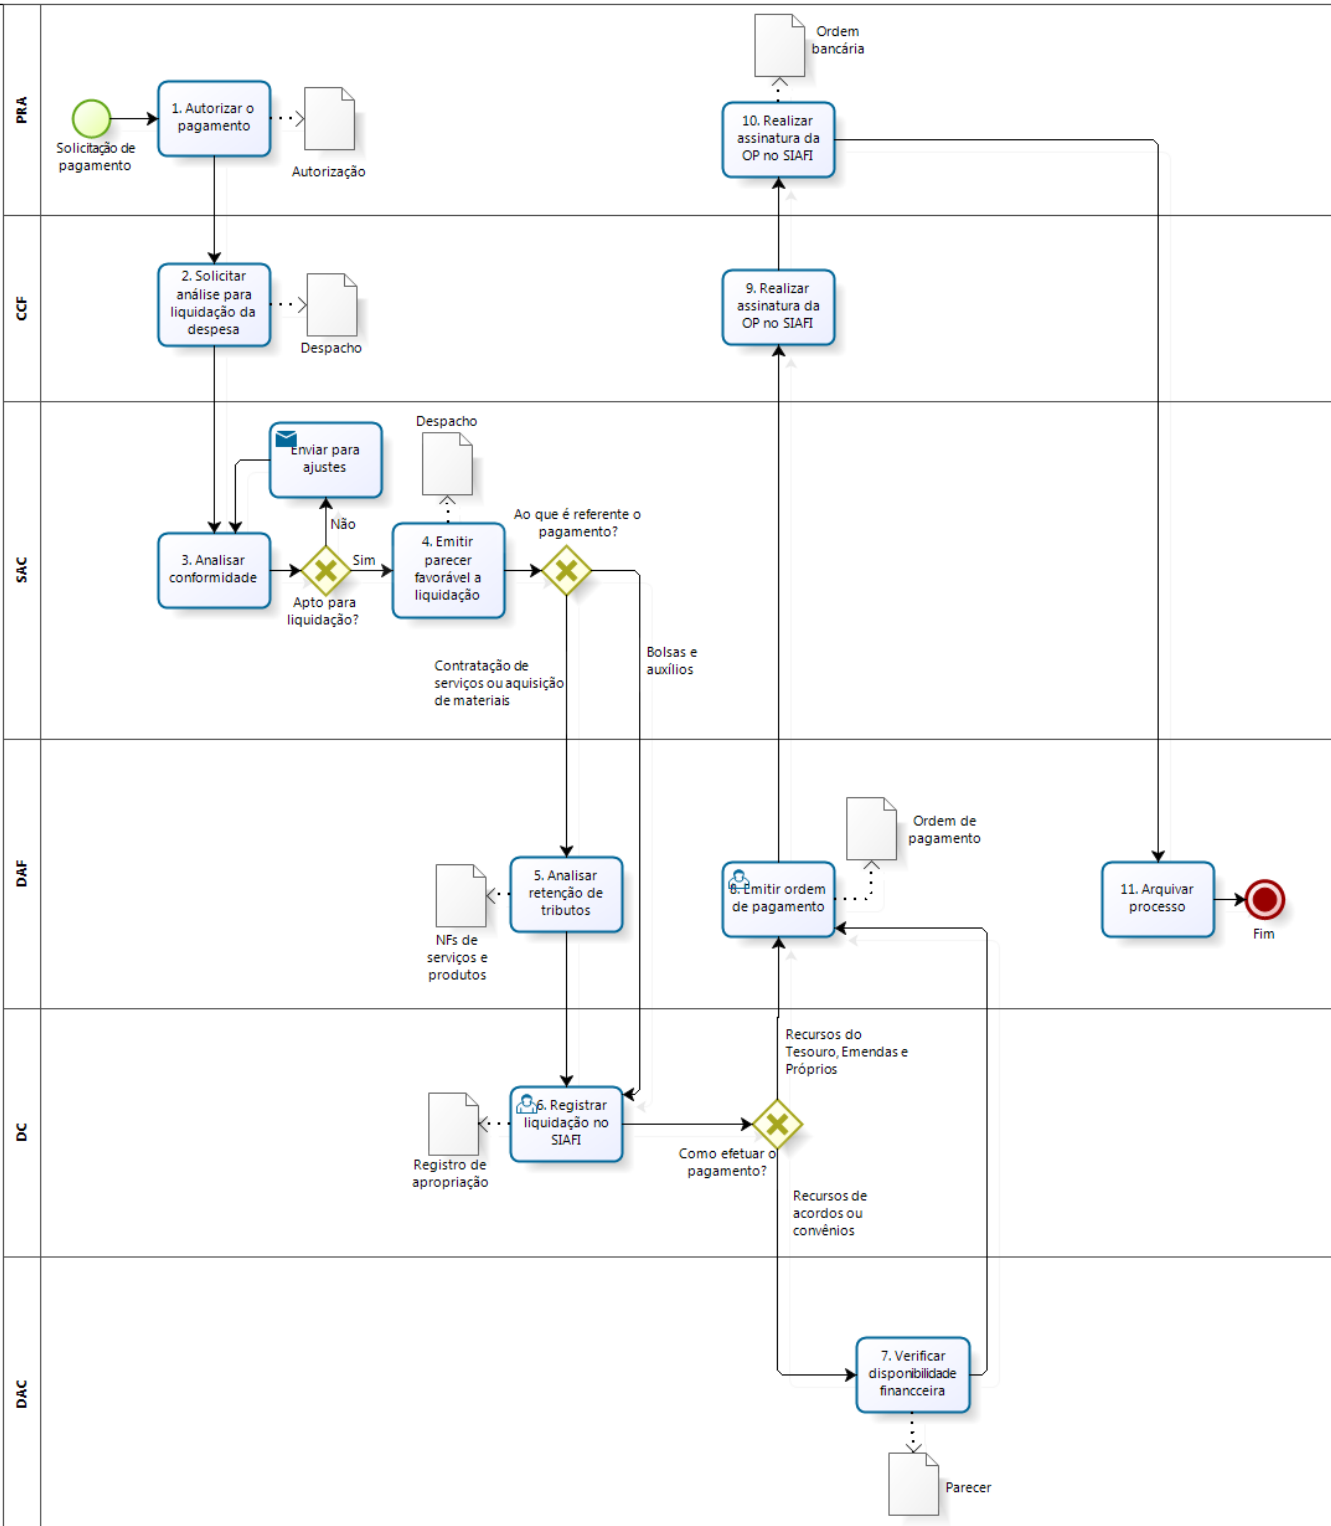 PRA
Solicitação de
pagamento
1. Autorizar o
pagamento
Autorização
Ordem
bancária
10. Realizar
assinatura da
OP no SIAFI
CCF
2. Solicitar
análise para
liquidação da
despesa
Despacho
9. Realizar
assinatura da
OP no SIAFI
SAC
Enviar para
ajustes
Não
3. Analisar
conformidade
Apto para
liquidação?
Sim
Despacho
4. Emitir
parecer
favorável a
liquidação
Ao que é referente o
pagamento?
Contratação de
serviços ou aquisição
de materiais
Bolsas e
auxílios
DAF
5. Analisar
retenção de
tributos
NFs de
serviços e
produtos
8. Emitir ordem
de pagamento
Ordem de
pagamento
11. Arquivar
processo
Fim
DC
6. Registrar
liquidação no
SIAFI
Registro de
apropriação
Como efetuar o
pagamento?
Recursos do
Tesouro, Emendas e
Próprios
Recursos de
acordos ou
convênios
DAC
7. Verificar
disponibilidade
financceira
Parecer